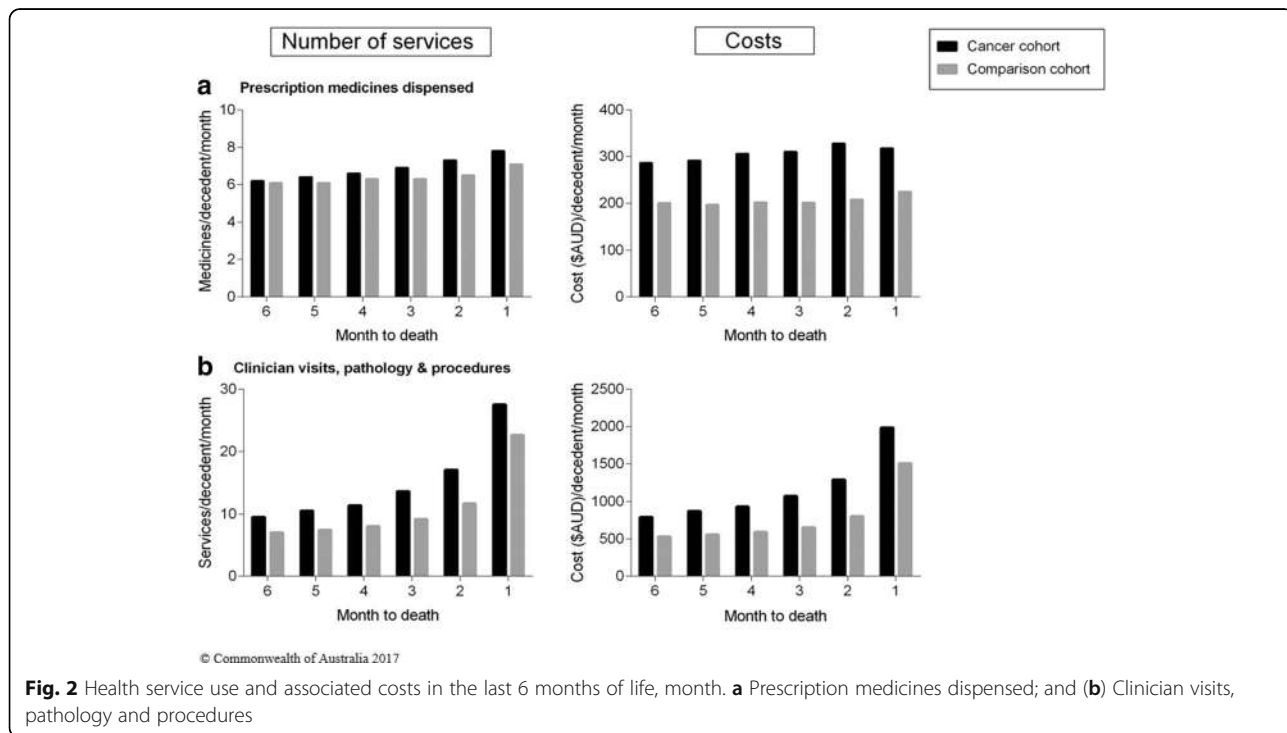 Number of services
Costs
Cancer cohort
Comparison cohort
a Prescription medicines dispensed
Medicines/decedent/month
10
8
6
4
2
0
6 5 4 3 2 1
Month to death
Cost ($AUD)/decedent/month
400
300
200
100
0
6 5 4 3 2 1
Month to death
b Clinician visits, pathology & procedures
Services/decedent/month
30
20
10
0
6 5 4 3 2 1
Month to death
Cost ($AUD)/decedent/month
2500
2000
1500
1000
500
0
6 5 4 3 2 1
Month to death
© Commonwealth of Australia 2017
Fig. 2 Health service use and associated costs in the last 6 months of life, month. a Prescription medicines dispensed; and (b) Clinician visits,
pathology and procedures